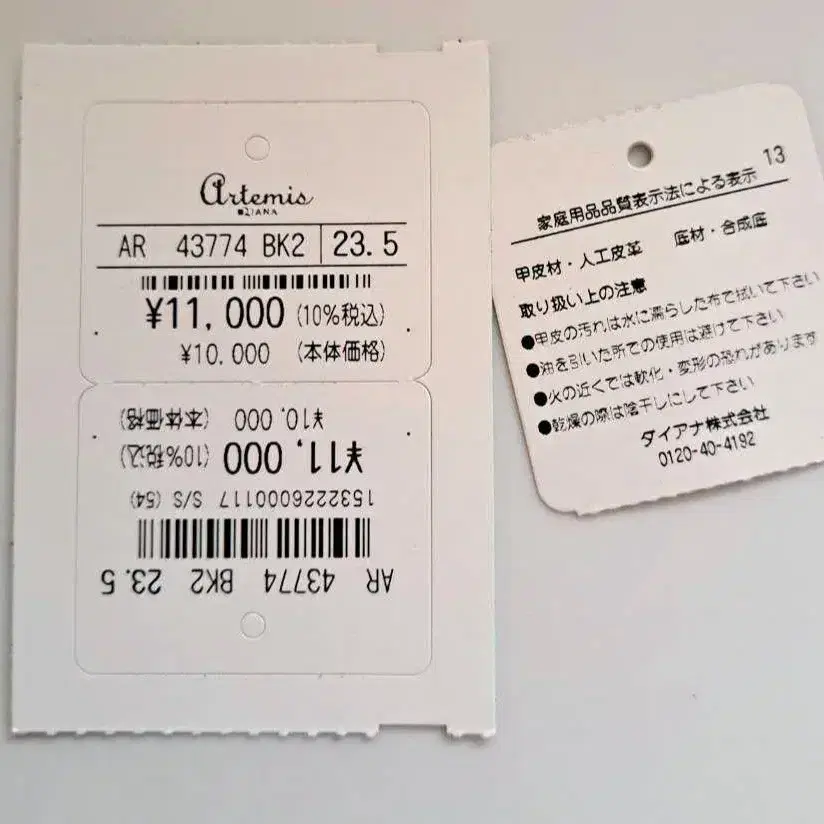 Artemis
by DIANA
AR 43774 BK2 23.5
¥11,000 (10%税込)
¥10,000 (本体価格)
¥10,000 (本体価格)
¥11,000 (10%税込)
1532226000117 S/S (54)
AR 43774 BK2 23.5
13
家庭用品品質表示法による表示
甲皮材・人工皮革 底材・合成底
取り扱い上の注意
●甲皮の汚れは水に濡らした布で拭いて下さい
●油を引いた所での使用は避けて下さい
●火の近くでは軟化・変形の恐れがあります
●乾燥の際は陰干しにして下さい
ダイアナ株式会社
0120-40-4192